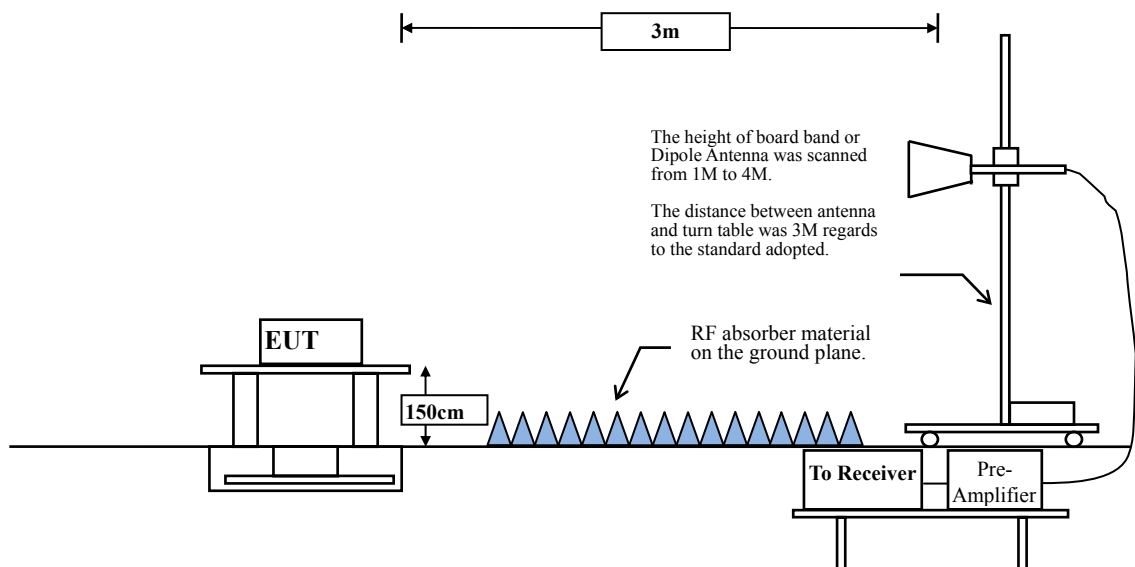 3m
The height of board band or
Dipole Antenna was scanned
from 1M to 4M.
The distance between antenna
and turn table was 3M regards
to the standard adopted.
EUT
RF absorber material
on the ground plane.
150cm
To Receiver
Pre-
Amplifier